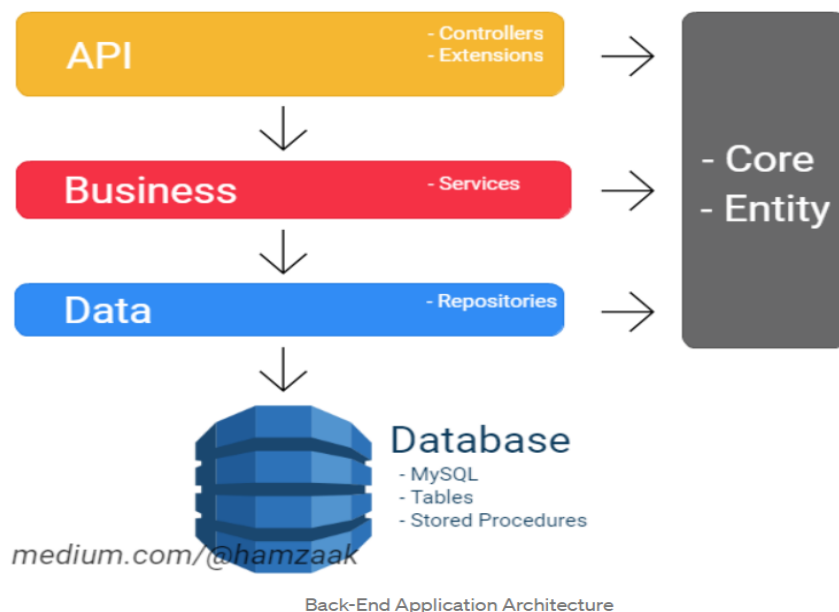 API
- Controllers
- Extensions
Business
- Services
Data
- Repositories
- Core
- Entity
Database
- MySQL
- Tables
- Stored Procedures
medium.com/@hamzaak
Back-End Application Architecture